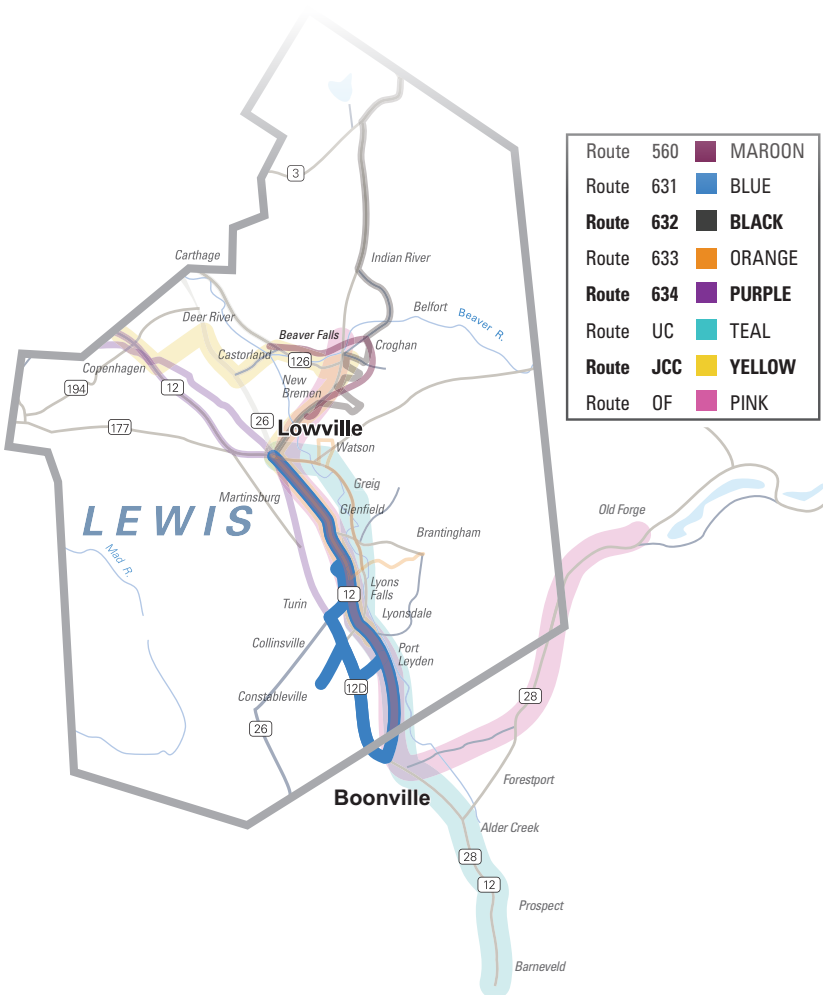 Route 560 MAROON
Route 631 BLUE
Route 632 BLACK
Route 633 ORANGE
Route 634 PURPLE
Route UC TEAL
Route JCC YELLOW
Route OF PINK
3
Carthage
Indian River
Deer River
Belfort
Beaver R.
Beaver Falls
Castorland
126
Croghan
Copenhagen
194
12
New
Bremen
26
177
Lowville
Watson
Martinsburg
Greig
Glenfield
LEWIS
Old Forge
Brantingham
Mad R.
Lyons
Falls
12
Turin
Lyonsdale
Collinsville
Port
Leyden
12D
Constableville
28
26
Forestport
Boonville
Alder Creek
28
12
Prospect
Barneveld